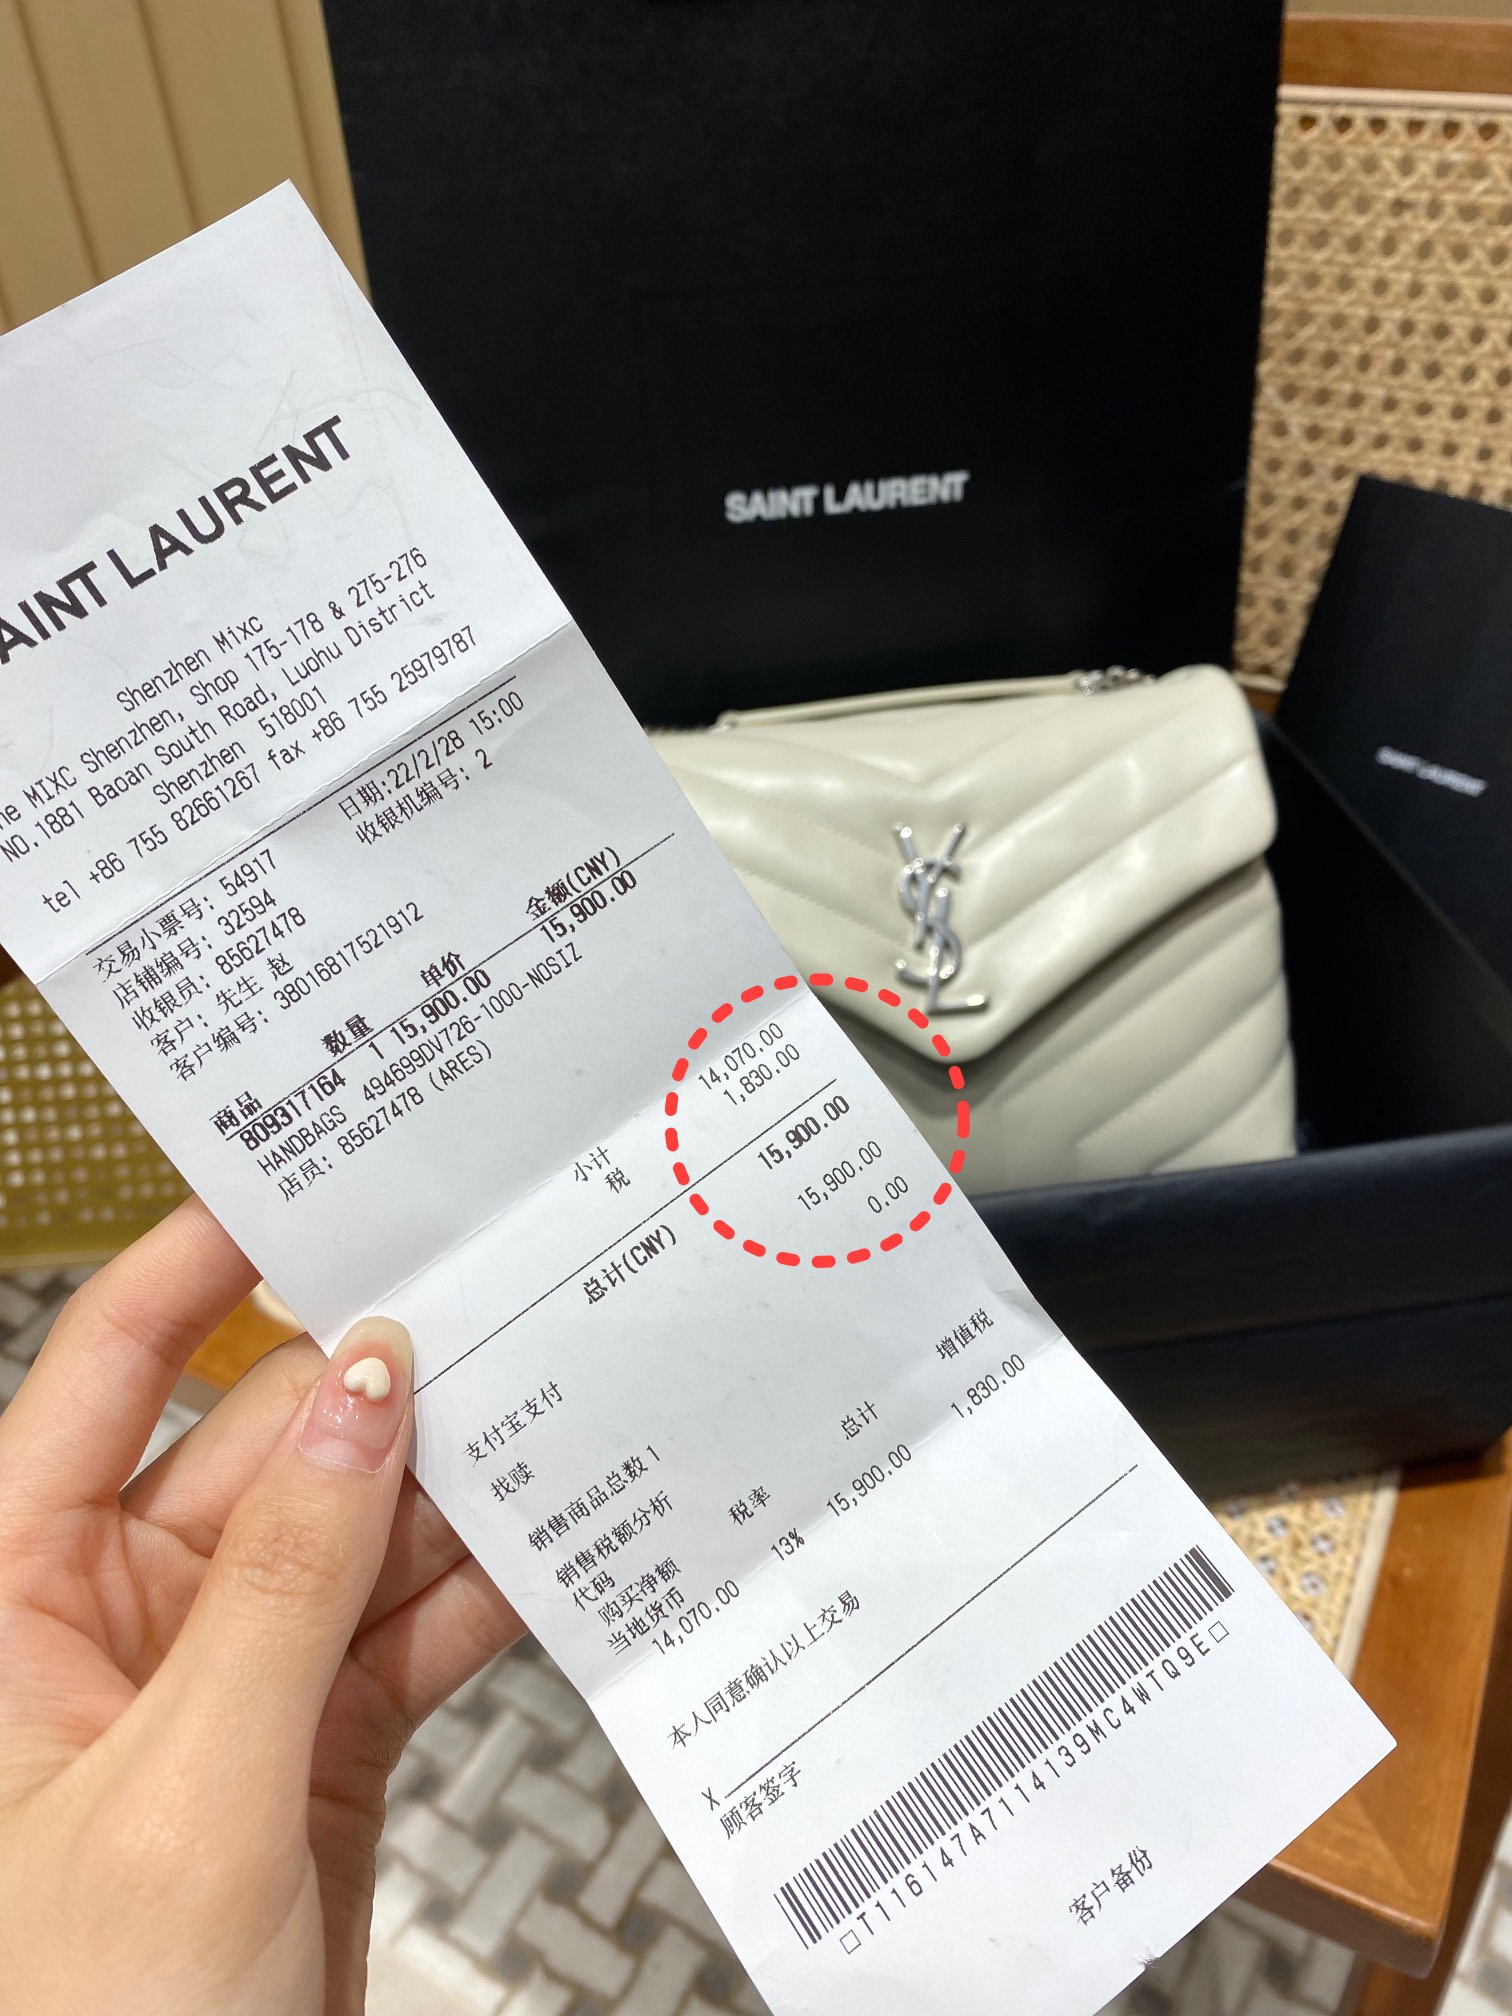 SAINT LAURENT
SAINT LAURENT
AINT LAURENT
Shenzhen Mixc
he MIXC Shenzhen, Shop 175-178 & 275-276
NO.1881 Baoan South Road, Luohu District
Shenzhen 518001
tel +86 755 82661267 fax +86 755 25979787
日期:22/2/28 15:00
收银机编号: 2
交易小票号: 54917
店铺编号: 32594
收银员: 85627478
客户: 先生 赵
客户编号: 38016817521912
商品 数量 单价 金额(CNY)
809317164 1 15,900.00 15,900.00
HANDBAGS 494699DV726-1000-NOSIZ
店员: 85627478 (ARES)
小计 14,070.00
税 1,830.00
总计(CNY) 15,900.00
支付宝支付 15,900.00
找赎 0.00
销售商品总数 1
销售税额分析
代码 税率 总计 增值税
购买净额 13% 15,900.00 1,830.00
当地货币
14,070.00
本人同意确认以上交易
X
顾客签字
T116147A7114139MC4WTQ9E
客户备份
YSL